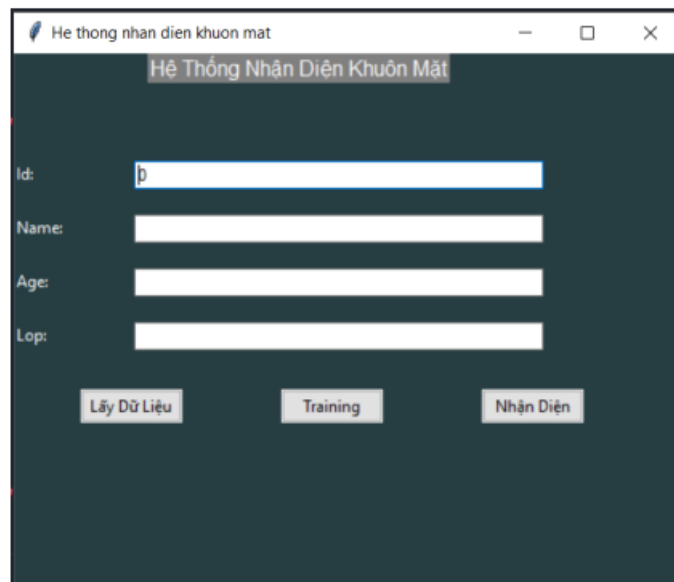 He thong nhan dien khuon mat
Hệ Thống Nhận Diện Khuôn Mặt
Id:
0
Name:
Age:
Lop:
Lấy Dữ Liệu Training Nhận Diện